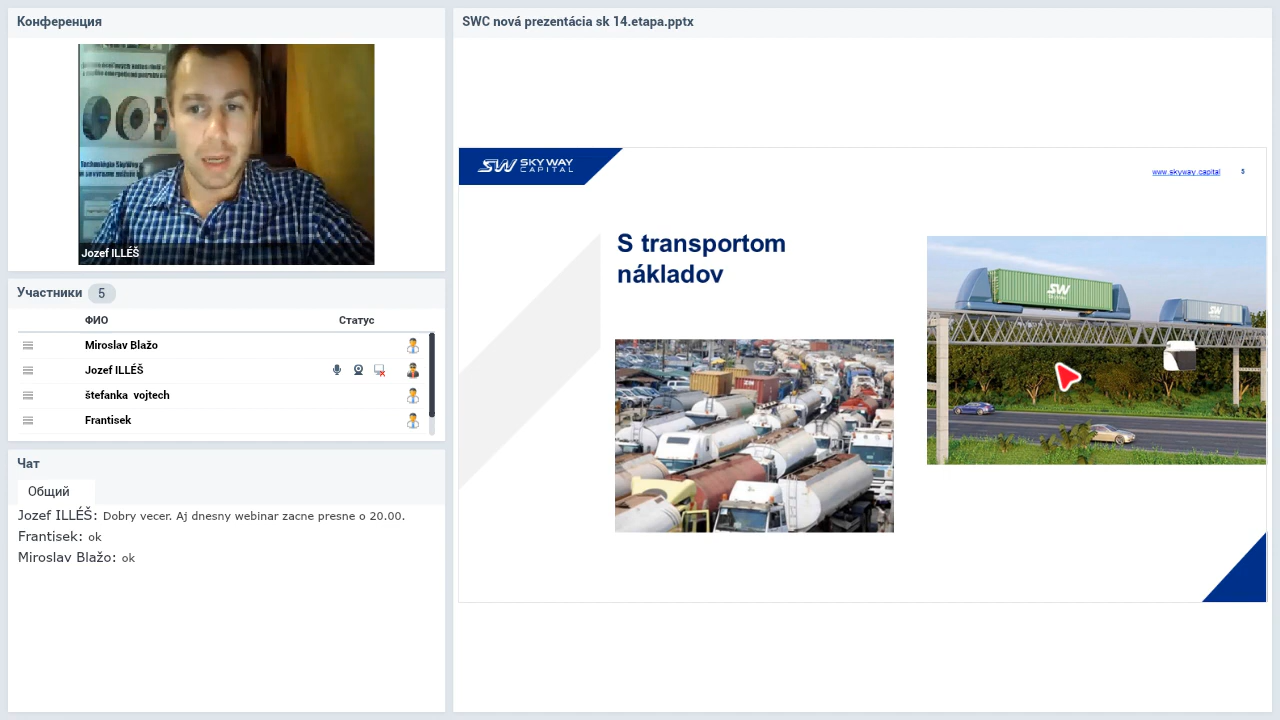 Конференция
Jozef ILLÉŠ
Участники 5
ФИО Статус
Miroslav Blažo
Jozef ILLÉŠ
štefanka vojtech
Frantisek
Чат
Общий
Jozef ILLÉŠ: Dobry vecer. Aj dnesny webinar zacne presne o 20.00.
Frantisek: ok
Miroslav Blažo: ok
SWC nová prezentácia sk 14.etapa.pptx
SW SKY WAY
CAPITAL
www.skyway.capital 5
S transportom
nákladov
SW
SW